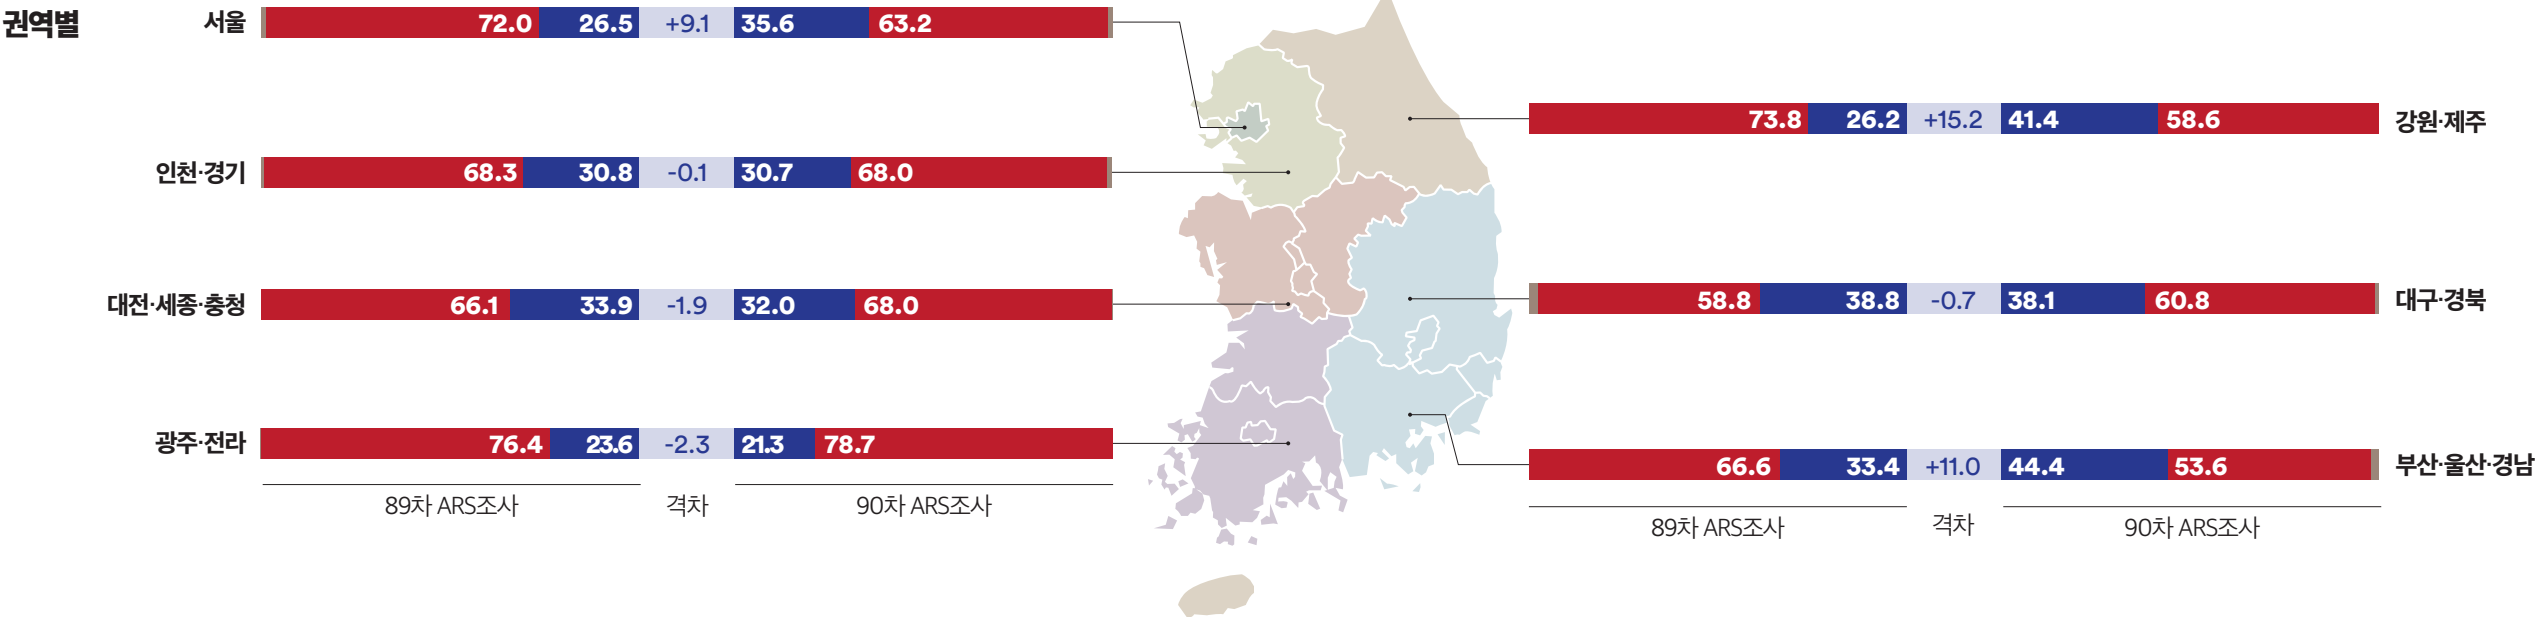 권역별
서울 72.0 26.5 +9.1 35.6 63.2
인천·경기 68.3 30.8 -0.1 30.7 68.0
대전·세종·충청 66.1 33.9 -1.9 32.0 68.0
광주·전라 76.4 23.6 -2.3 21.3 78.7
89차 ARS조사 격차 90차 ARS조사
73.8 26.2 +15.2 41.4 58.6 강원·제주
58.8 38.8 -0.7 38.1 60.8 대구·경북
66.6 33.4 +11.0 44.4 53.6 부산·울산·경남
89차 ARS조사 격차 90차 ARS조사